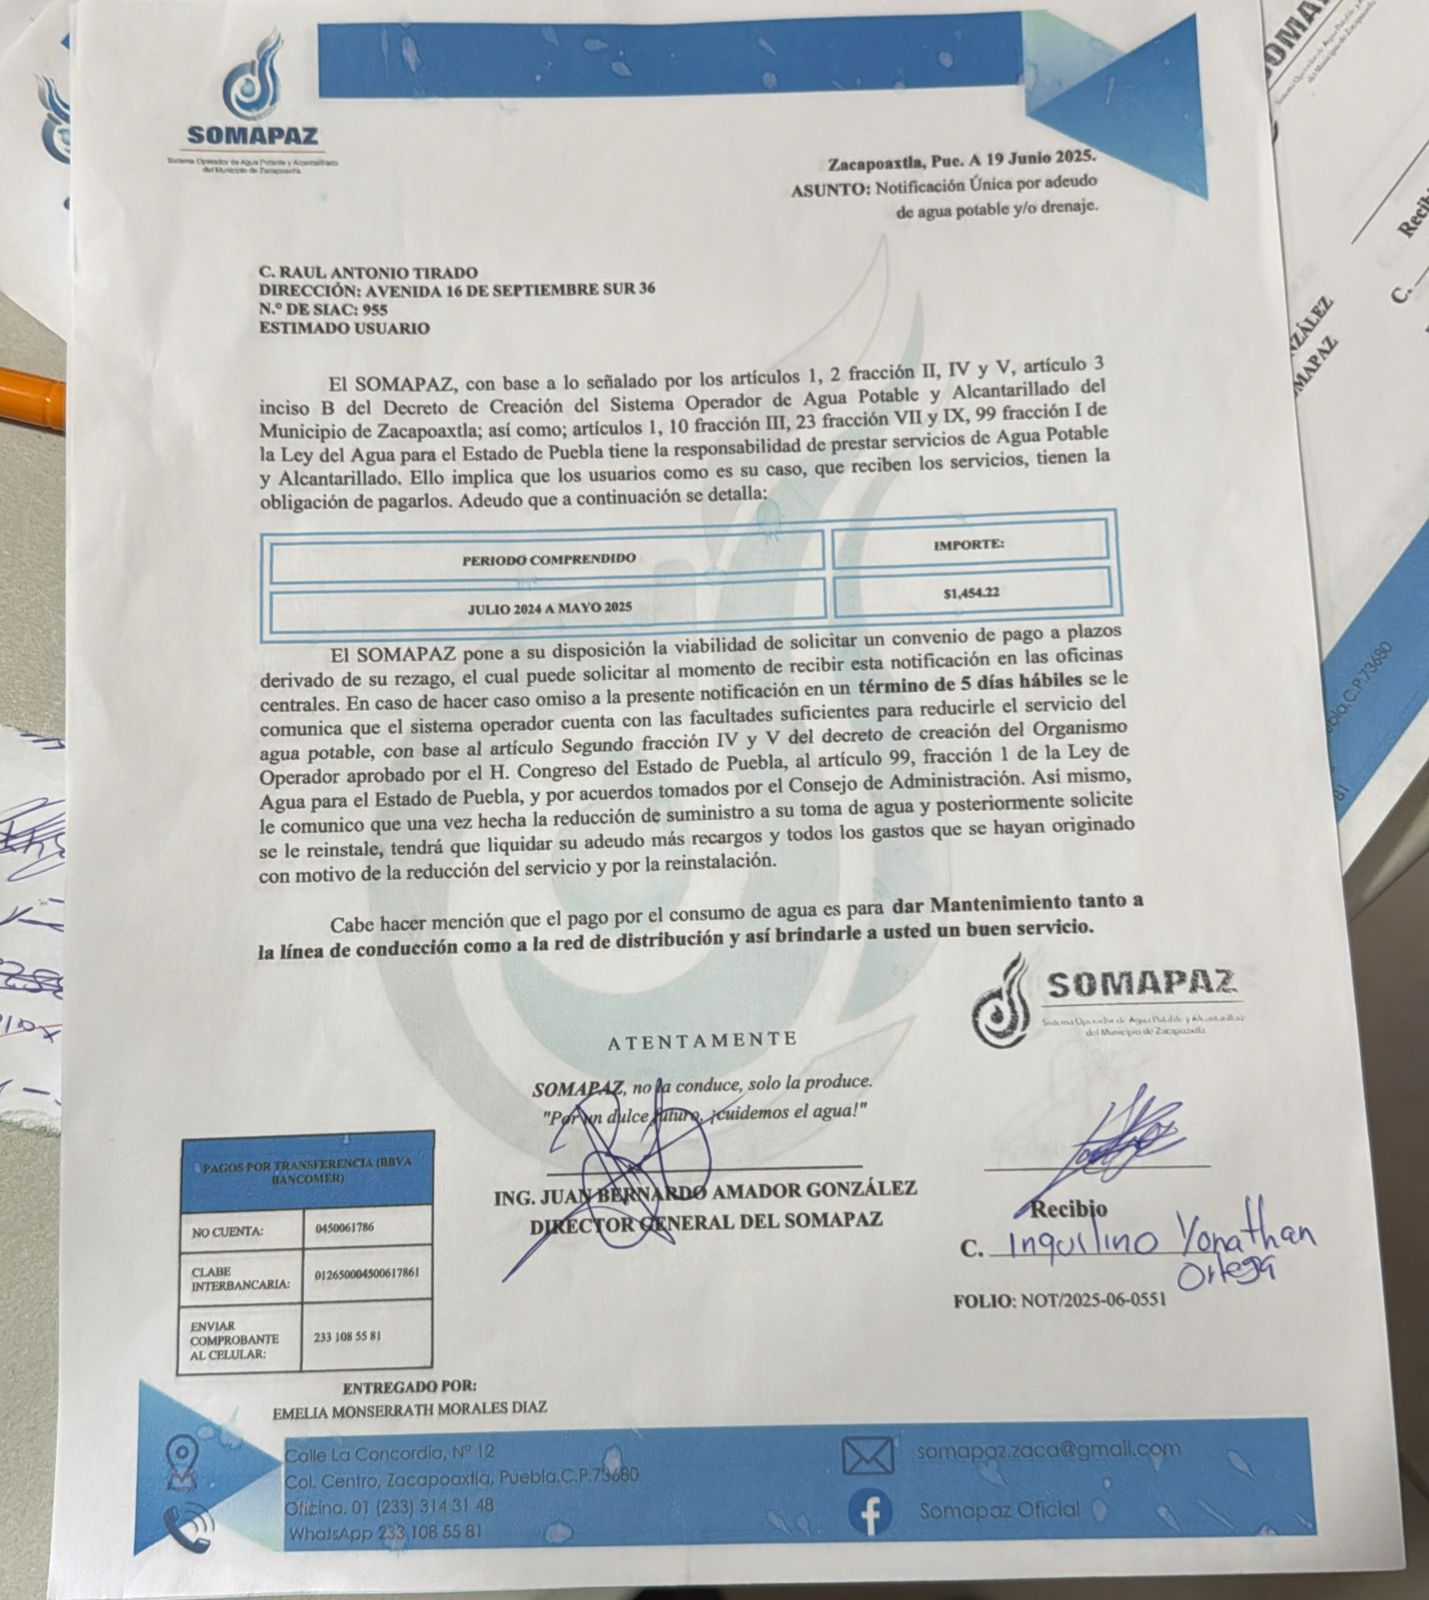 SOMAPAZ
Sistema Operador de Agua Potable y Alcantarillado
del Municipio de Zacapoaxtla.
Zacapoaxtla, Pue. A 19 Junio 2025.
ASUNTO: Notificación Única por adeudo
de agua potable y/o drenaje.
C. RAUL ANTONIO TIRADO
DIRECCIÓN: AVENIDA 16 DE SEPTIEMBRE SUR 36
N.º DE SIAC: 955
ESTIMADO USUARIO
El SOMAPAZ, con base a lo señalado por los artículos 1, 2 fracción II, IV y V, artículo 3
inciso B del Decreto de Creación del Sistema Operador de Agua Potable y Alcantarillado del
Municipio de Zacapoaxtla; así como; artículos 1, 10 fracción III, 23 fracción VII y IX, 99 fracción I de
la Ley del Agua para el Estado de Puebla tiene la responsabilidad de prestar servicios de Agua Potable
y Alcantarillado. Ello implica que los usuarios como es su caso, que reciben los servicios, tienen la
obligación de pagarlos. Adeudo que a continuación se detalla:
PERIODO COMPRENDIDO
IMPORTE:
JULIO 2024 A MAYO 2025
$1,454.22
El SOMAPAZ pone a su disposición la viabilidad de solicitar un convenio de pago a plazos
derivado de su rezago, el cual puede solicitar al momento de recibir esta notificación en las oficinas
centrales. En caso de hacer caso omiso a la presente notificación en un término de 5 días hábiles se le
comunica que el sistema operador cuenta con las facultades suficientes para reducirle el servicio del
agua potable, con base al artículo Segundo fracción IV y V del decreto de creación del Organismo
Operador aprobado por el H. Congreso del Estado de Puebla, al artículo 99, fracción 1 de la Ley de
Agua para el Estado de Puebla, y por acuerdos tomados por el Consejo de Administración. Así mismo,
le comunico que una vez hecha la reducción de suministro a su toma de agua y posteriormente solicite
se le reinstale, tendrá que liquidar su adeudo más recargos y todos los gastos que se hayan originado
con motivo de la reducción del servicio y por la reinstalación.
Cabe hacer mención que el pago por el consumo de agua es para dar Mantenimiento tanto a
la línea de conducción como a la red de distribución y así brindarle a usted un buen servicio.
SOMAPAZ
Sistema Operador de Agua Potable y Alcantarillado
del Municipio de Zacapoaxtla
ATENTAMENTE
SOMAPAZ, no la conduce, solo la produce.
"Por un dulce futuro, ¡cuidemos el agua!"
ING. JUAN BERNARDO AMADOR GONZÁLEZ
DIRECTOR GENERAL DEL SOMAPAZ
Recibio
C. Inquilino Yonathan
Ortega
FOLIO: NOT/2025-06-0551
PAGOS POR TRANSFERENCIA (BBVA
BANCOMER)
NO CUENTA:
0450061786
CLABE
INTERBANCARIA:
012650004500617861
ENVIAR
COMPROBANTE
AL CELULAR:
233 108 55 81
ENTREGADO POR:
EMELIA MONSERRATH MORALES DIAZ
Calle La Concordia, N° 12
Col. Centro, Zacapoaxtla, Puebla.C.P.73680
Oficina. 01 (233) 314 31 48
WhatsApp 233 108 55 81
somapaz.zaca@gmail.com
Somapaz Oficial
SOMA
Recib
C.
NZÁLEZ
MAPAZ
ebla.C.P.73680
81